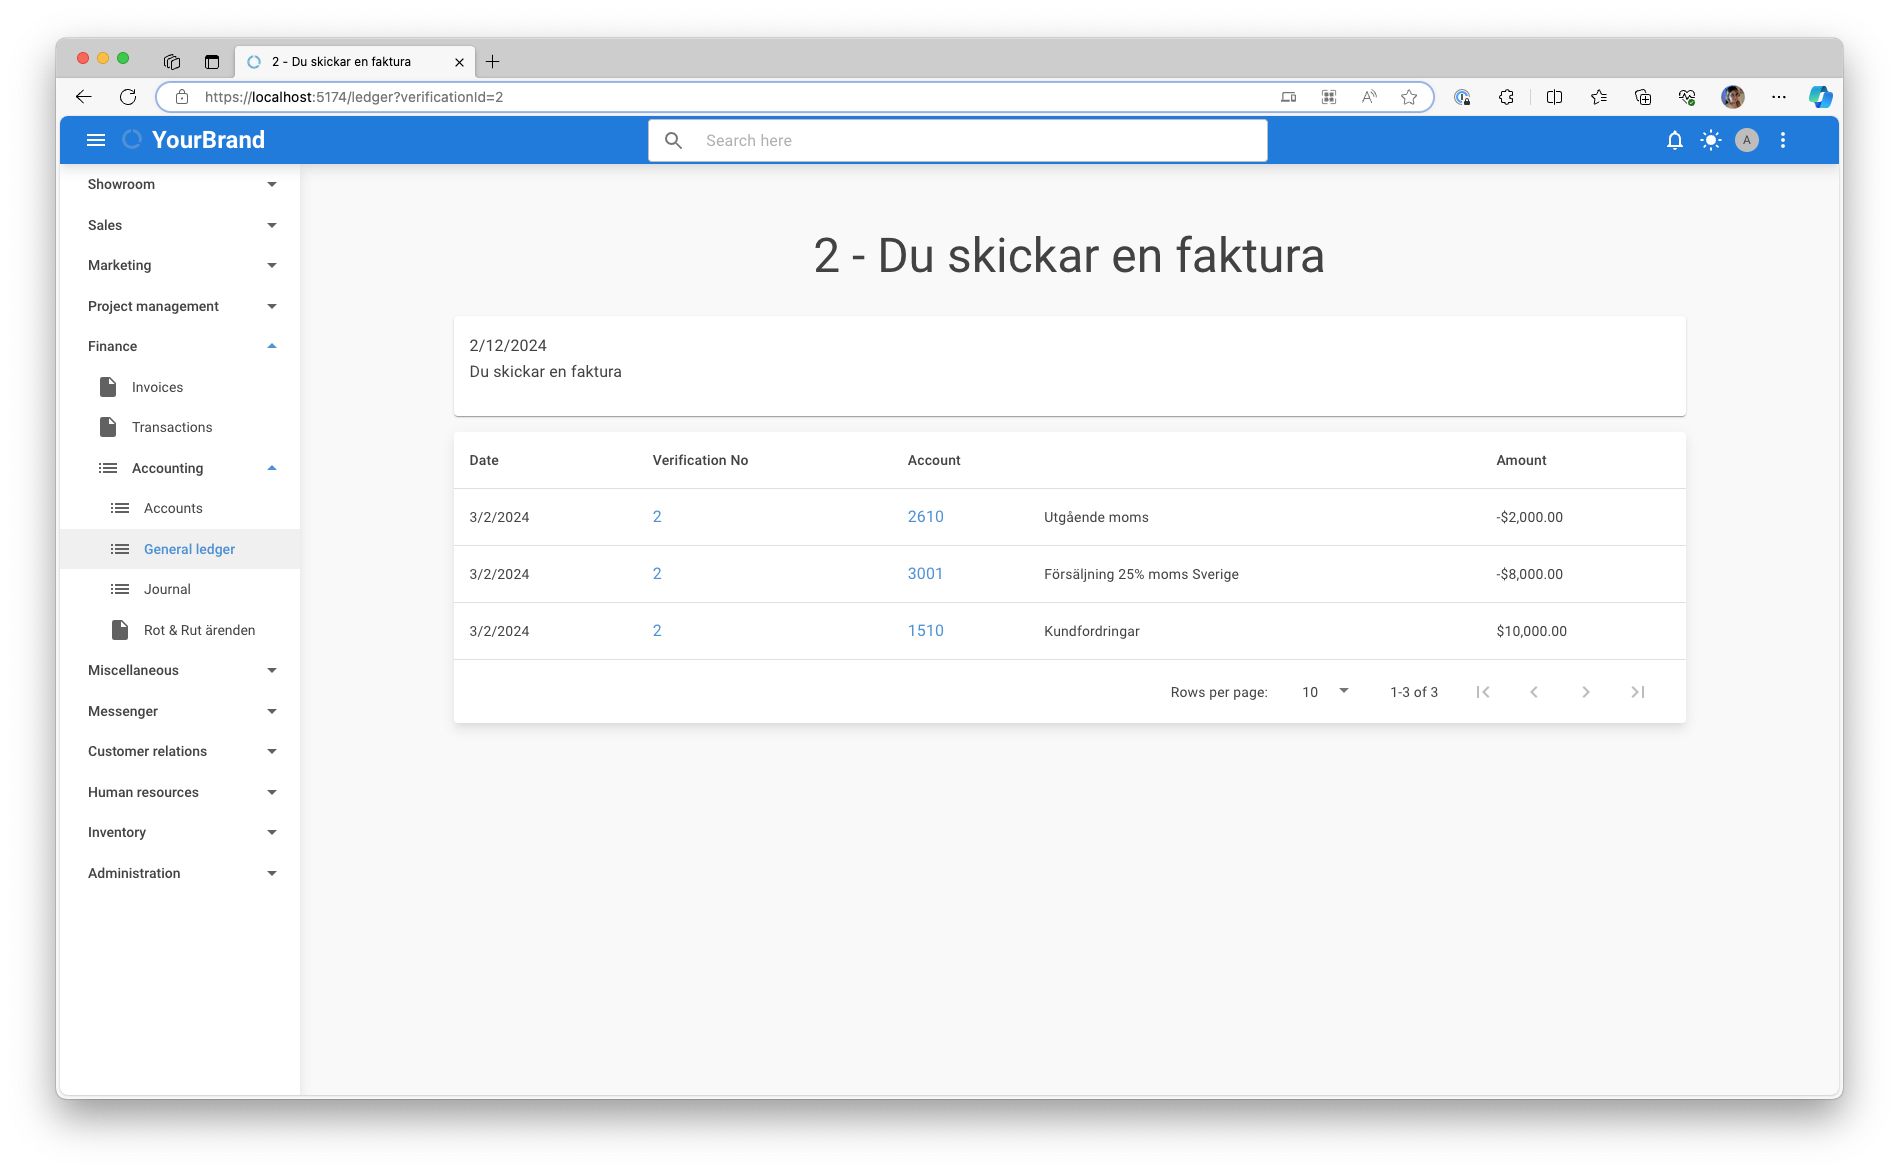 2 - Du skickar en faktura
https://localhost:5174/ledger?verificationId=2
YourBrand
Search here
A
Showroom
Sales
Marketing
Project management
Finance
Invoices
Transactions
Accounting
Accounts
General ledger
Journal
Rot & Rut ärenden
Miscellaneous
Messenger
Customer relations
Human resources
Inventory
Administration
2 - Du skickar en faktura
2/12/2024
Du skickar en faktura
Date Verification No Account Amount
3/2/2024 2 2610 Utgående moms -$2,000.00
3/2/2024 2 3001 Försäljning 25% moms Sverige -$8,000.00
3/2/2024 2 1510 Kundfordringar $10,000.00
Rows per page: 10 1-3 of 3